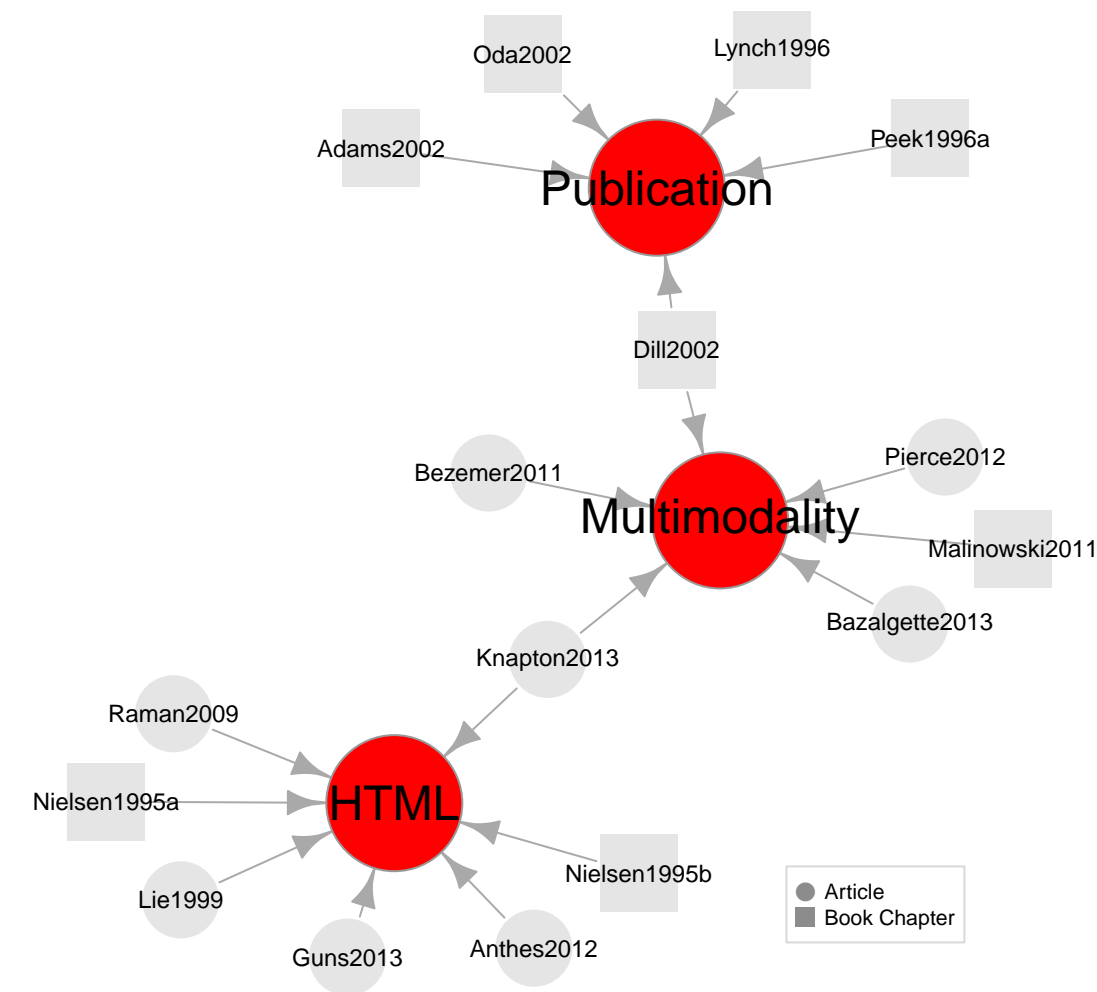 Oda2002
Lynch1996
Adams2002
Peek1996a
Publication
Dill2002
Bezemer2011
Pierce2012
Multimodality
Malinowski2011
Bazalgette2013
Knapton2013
Raman2009
Nielsen1995a
HTML
Nielsen1995b
Lie1999
Guns2013
Anthes2012
Article
Book Chapter